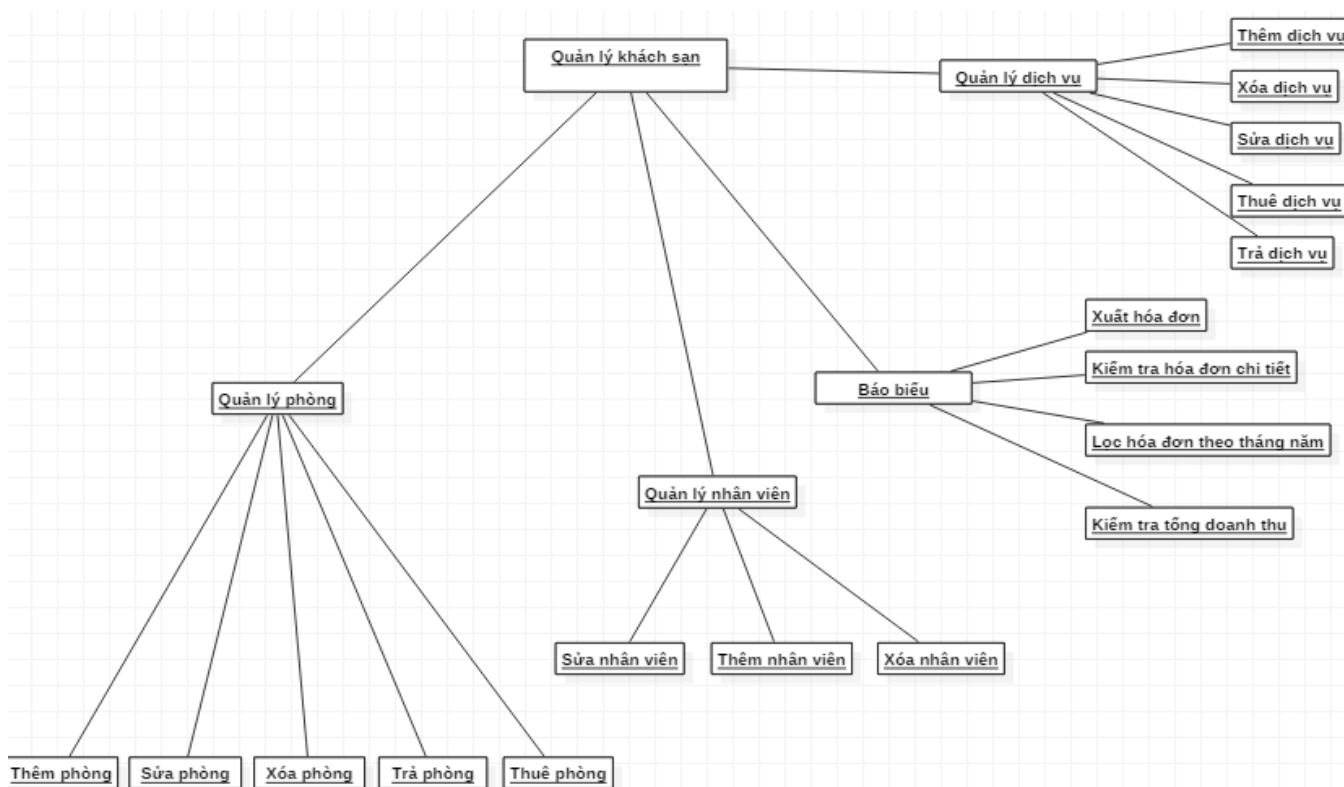 Quản lý khách sạn
Quản lý dịch vụ
Thêm dịch vụ
Xóa dịch vụ
Sửa dịch vụ
Thuê dịch vụ
Trả dịch vụ
Xuất hóa đơn
Kiểm tra hóa đơn chi tiết
Báo biểu
Lọc hóa đơn theo tháng năm
Kiểm tra tổng doanh thu
Quản lý phòng
Quản lý nhân viên
Sửa nhân viên
Thêm nhân viên
Xóa nhân viên
Thêm phòng
Sửa phòng
Xóa phòng
Trả phòng
Thuê phòng